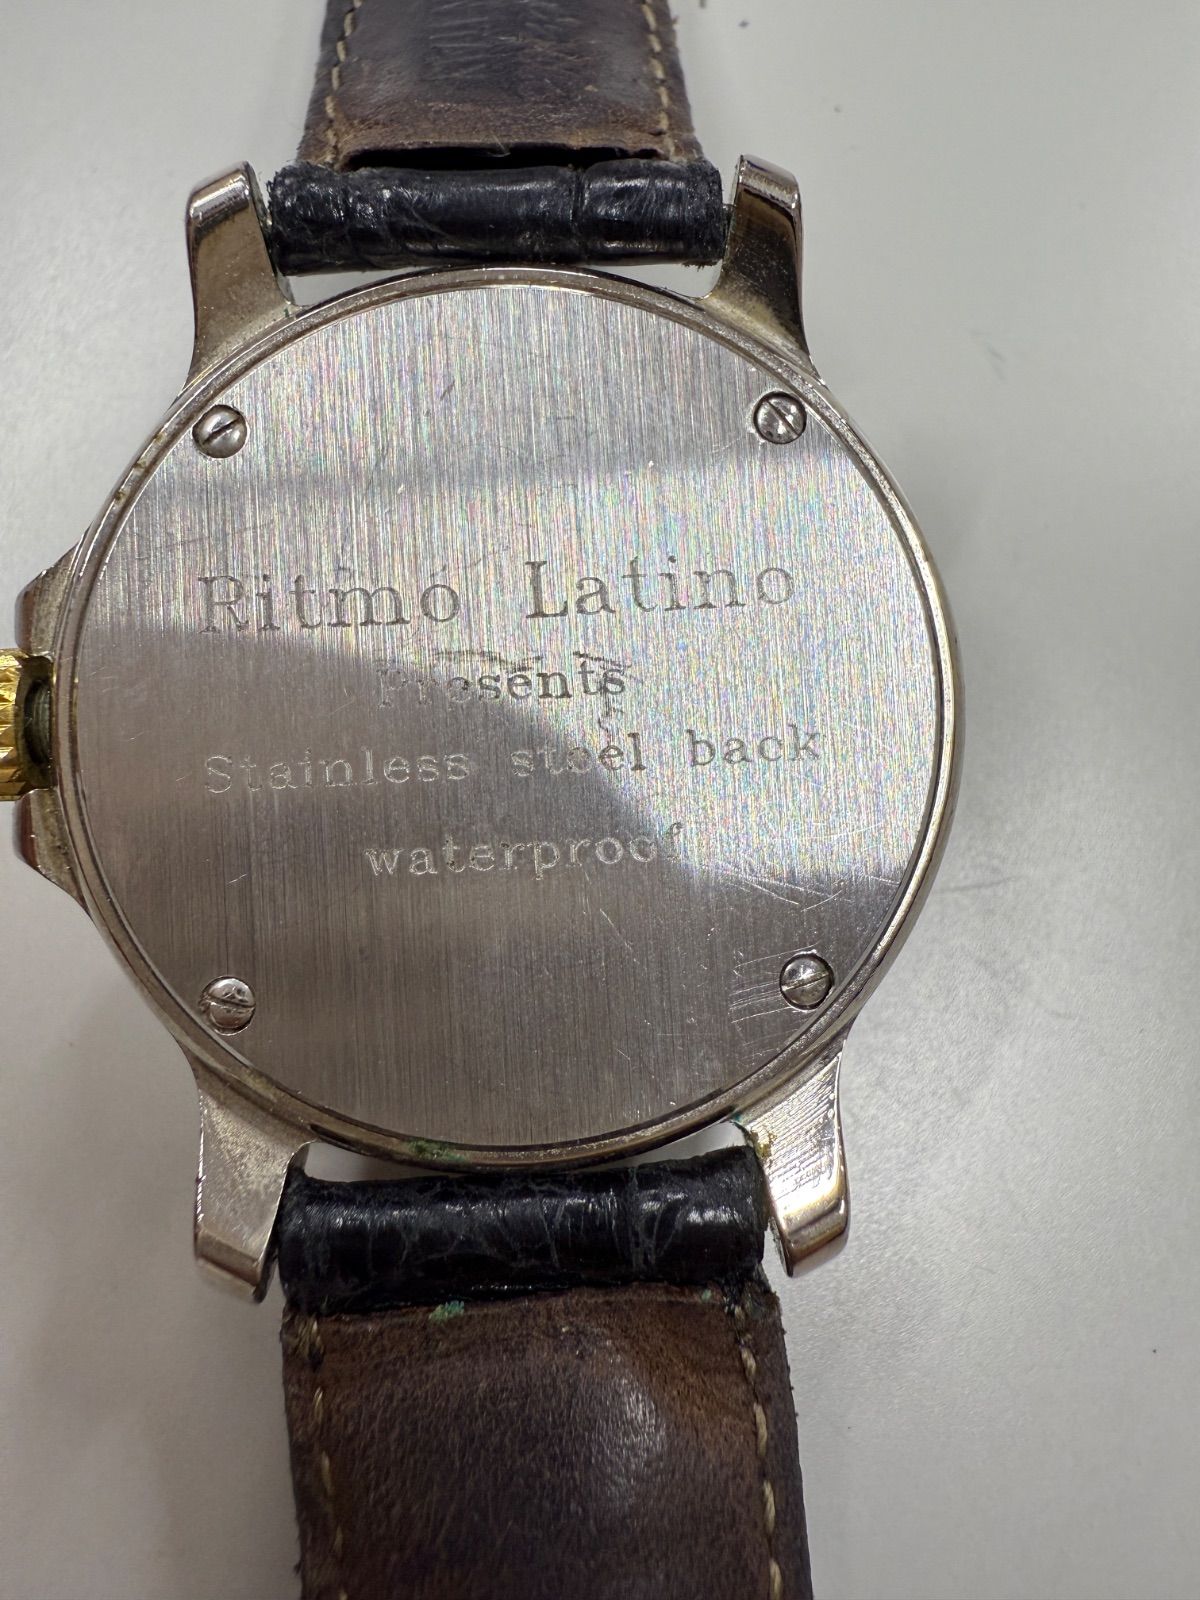 Ritmo Latino
Presents
Stainless steel back
waterproof